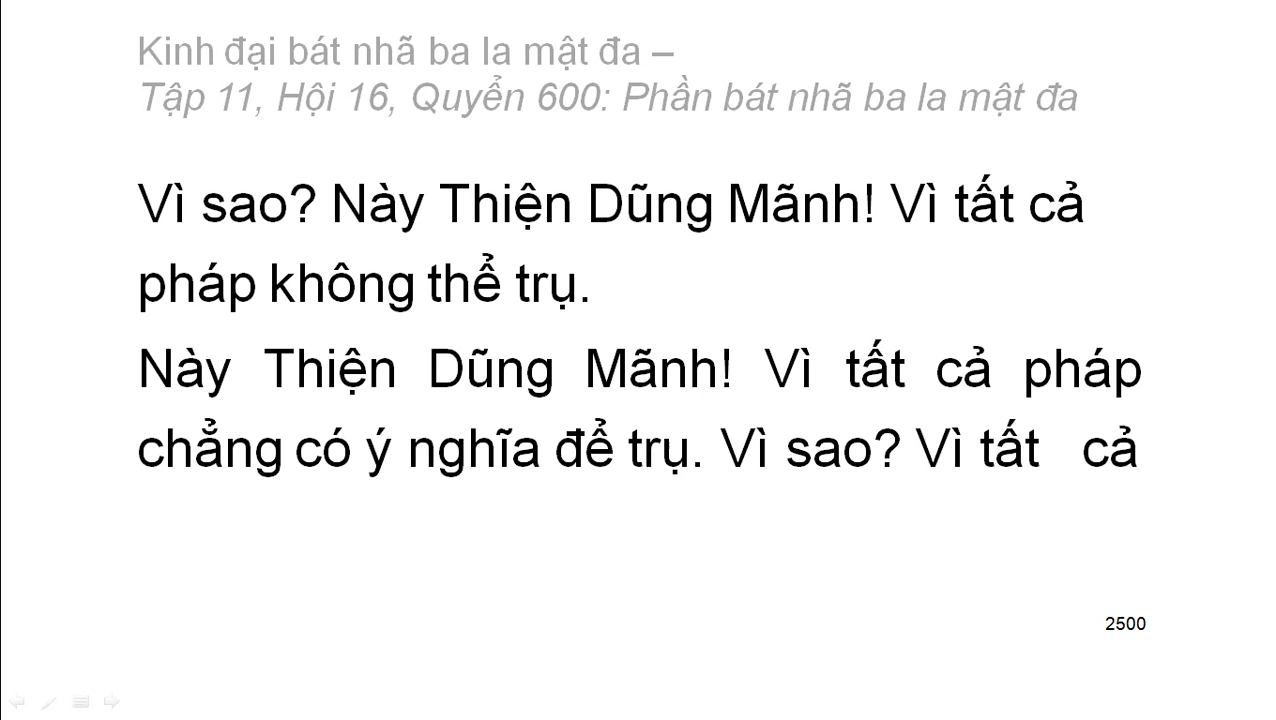 Kinh đại bát nhã ba la mật đa –
Tập 11, Hội 16, Quyển 600: Phần bát nhã ba la mật đa
Vì sao? Này Thiện Dũng Mãnh! Vì tất cả
pháp không thể trụ.
Này Thiện Dũng Mãnh! Vì tất cả pháp
chẳng có ý nghĩa để trụ. Vì sao? Vì tất cả
2500